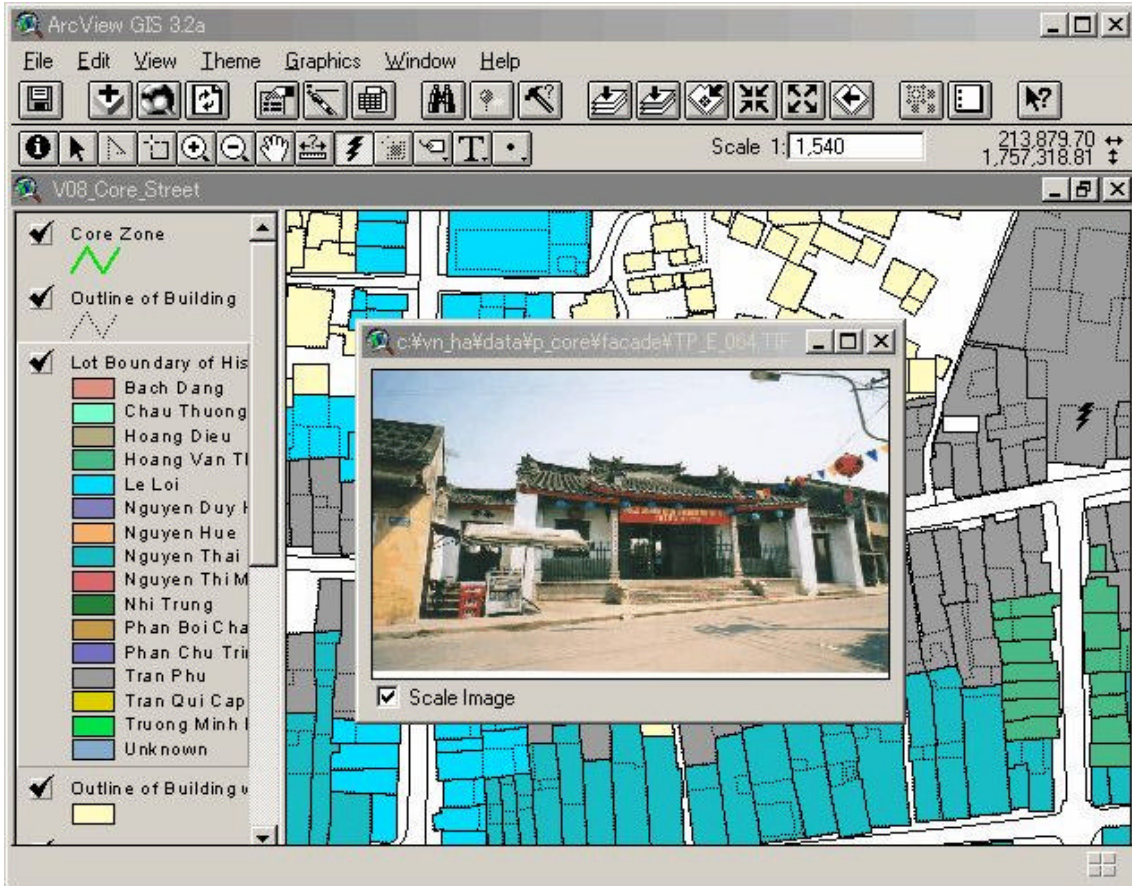 ArcView GIS 3.2a
File Edit View Theme Graphics Window Help
Scale 1: 1,540
213,879.70
1,757,318.81
V08_Core_Street
Core Zone
Outline of Building
Lot Boundary of His
Bach Dang
Chau Thuong
Hoang Dieu
Hoang Van Tl
Le Loi
Nguyen Duy H
Nguyen Hue
Nguyen Thai
Nguyen Thi M
Nhi Trung
Phan Boi Cha
Phan Chu Trin
Tran Phu
Tran Qui Cap
Truong Minh
Unknown
Outline of Building
c:¥vn_ha¥data¥p_core¥facade¥TP_E_064.TIF
Scale Image